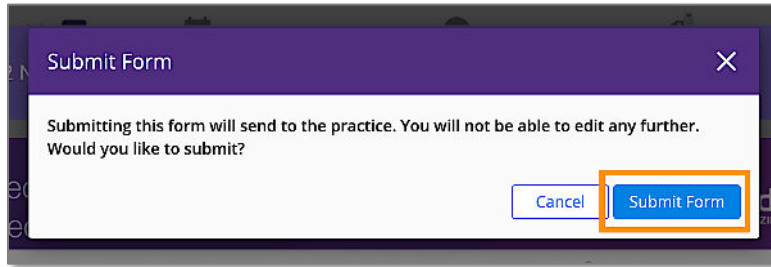 Submit Form
Submitting this form will send to the practice. You will not be able to edit any further.
Would you like to submit?
Cancel
Submit Form